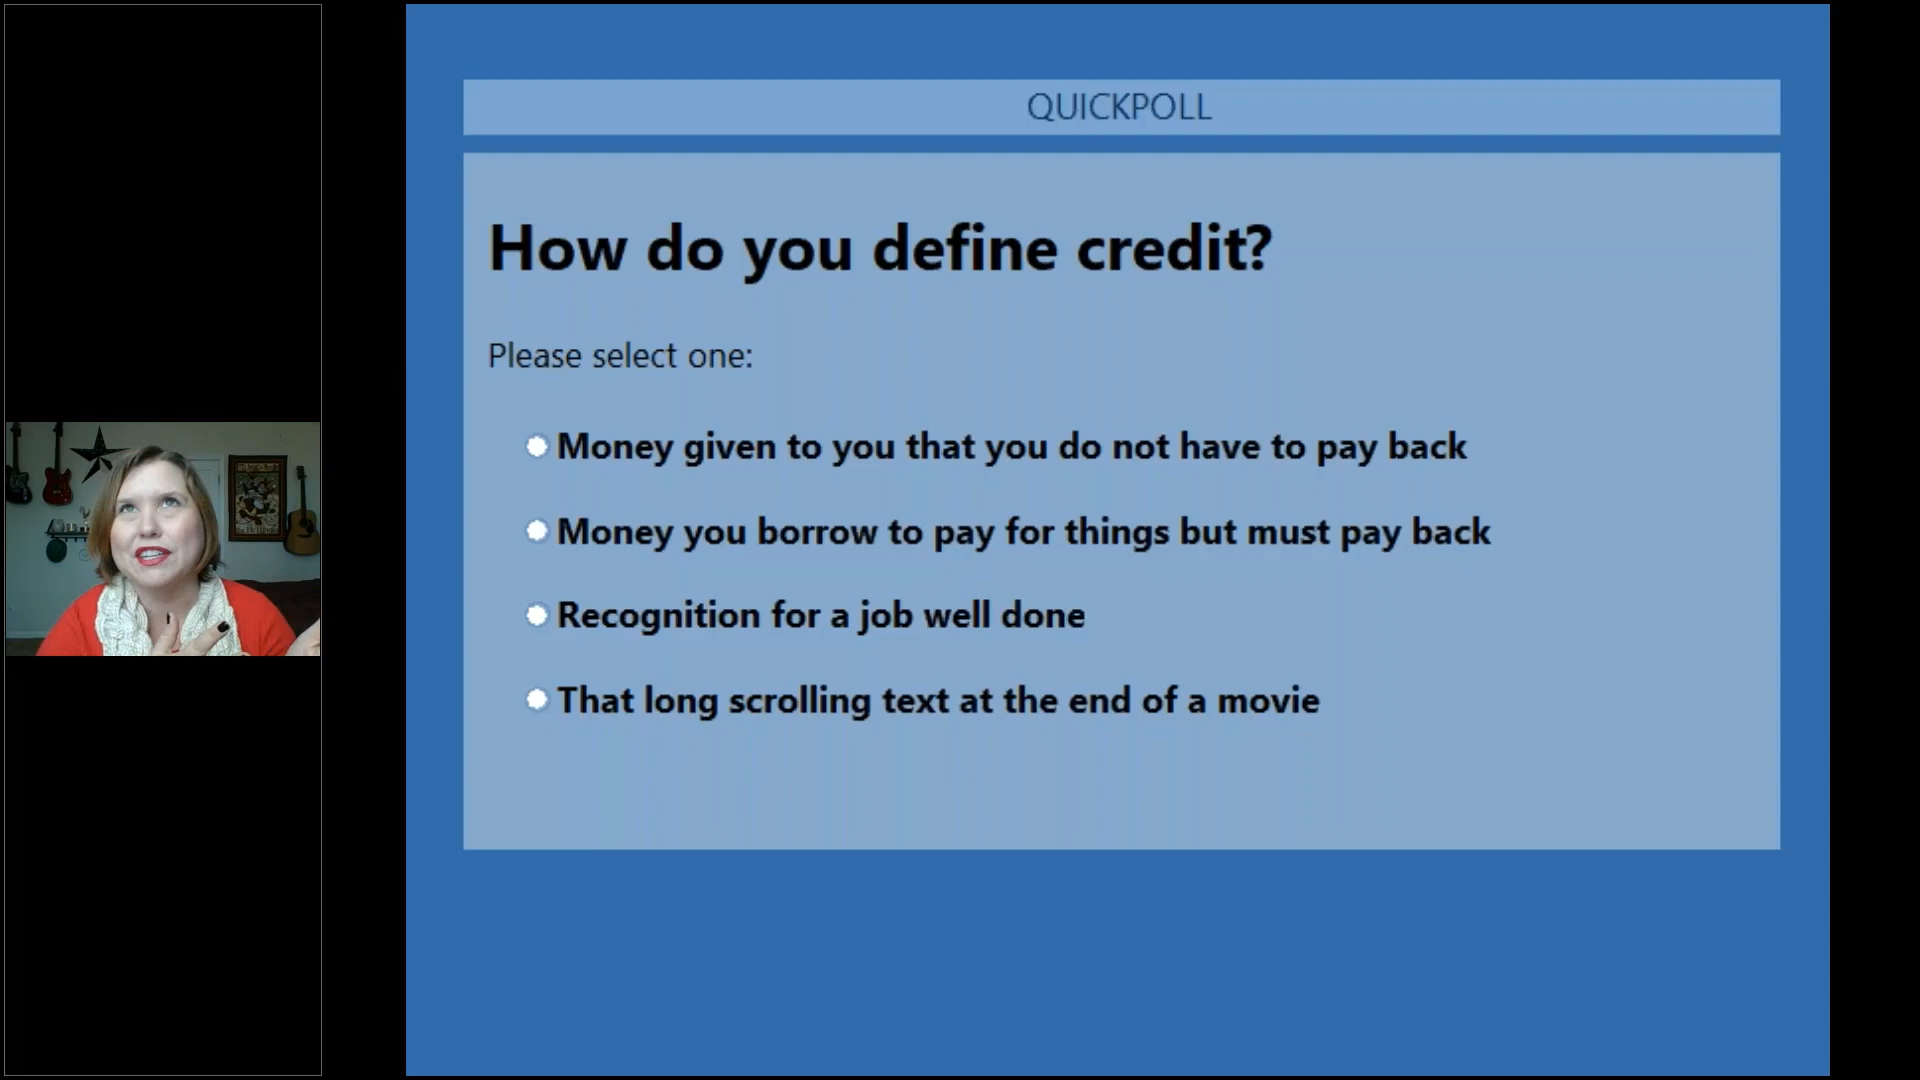 QUICKPOLL
How do you define credit?
Please select one:
Money given to you that you do not have to pay back
Money you borrow to pay for things but must pay back
Recognition for a job well done
That long scrolling text at the end of a movie